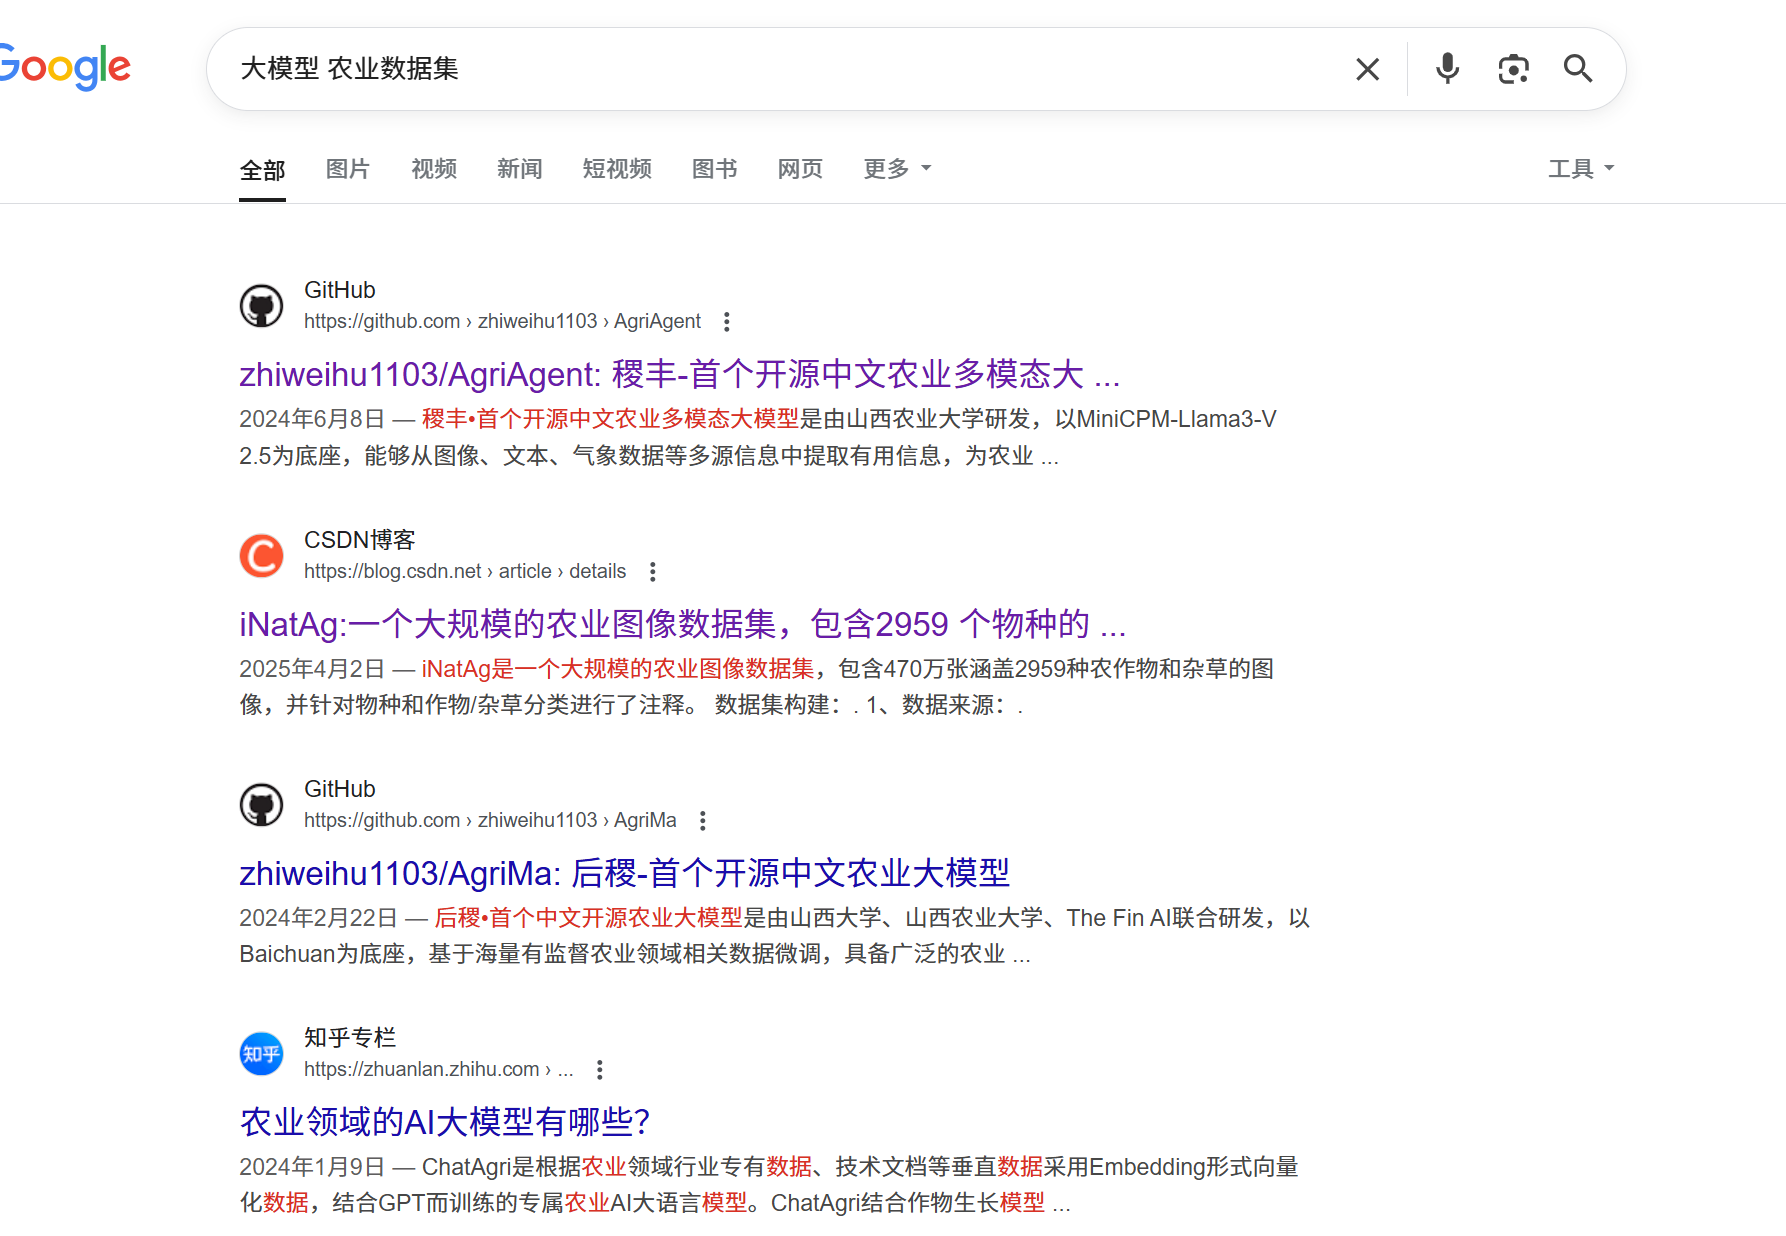 Google
大模型 农业数据集
全部 图片 视频 新闻 短视频 图书 网页 更多 工具
GitHub
https://github.com › zhiweihu1103 › AgriAgent
zhiweihu1103/AgriAgent: 稷丰-首个开源中文农业多模态大 ...
2024年6月8日 — 稷丰•首个开源中文农业多模态大模型是由山西农业大学研发，以MiniCPM-Llama3-V
2.5为底座，能够从图像、文本、气象数据等多源信息中提取有用信息，为农业 ...
CSDN博客
https://blog.csdn.net › article › details
iNatAg:一个大规模的农业图像数据集，包含2959 个物种的 ...
2025年4月2日 — iNatAg是一个大规模的农业图像数据集，包含470万张涵盖2959种农作物和杂草的图
像，并针对物种和作物/杂草分类进行了注释。 数据集构建：. 1、数据来源：.
GitHub
https://github.com › zhiweihu1103 › AgriMa
zhiweihu1103/AgriMa: 后稷-首个开源中文农业大模型
2024年2月22日 — 后稷•首个中文开源农业大模型是由山西大学、山西农业大学、The Fin AI联合研发，以
Baichuan为底座，基于海量有监督农业领域相关数据微调，具备广泛的农业 ...
知乎
知乎专栏
https://zhuanlan.zhihu.com › ...
农业领域的AI大模型有哪些？
2024年1月9日 — ChatAgri是根据农业领域行业专有数据、技术文档等垂直数据采用Embedding形式向量
化数据，结合GPT而训练的专属农业AI大语言模型。ChatAgri结合作物生长模型 ...